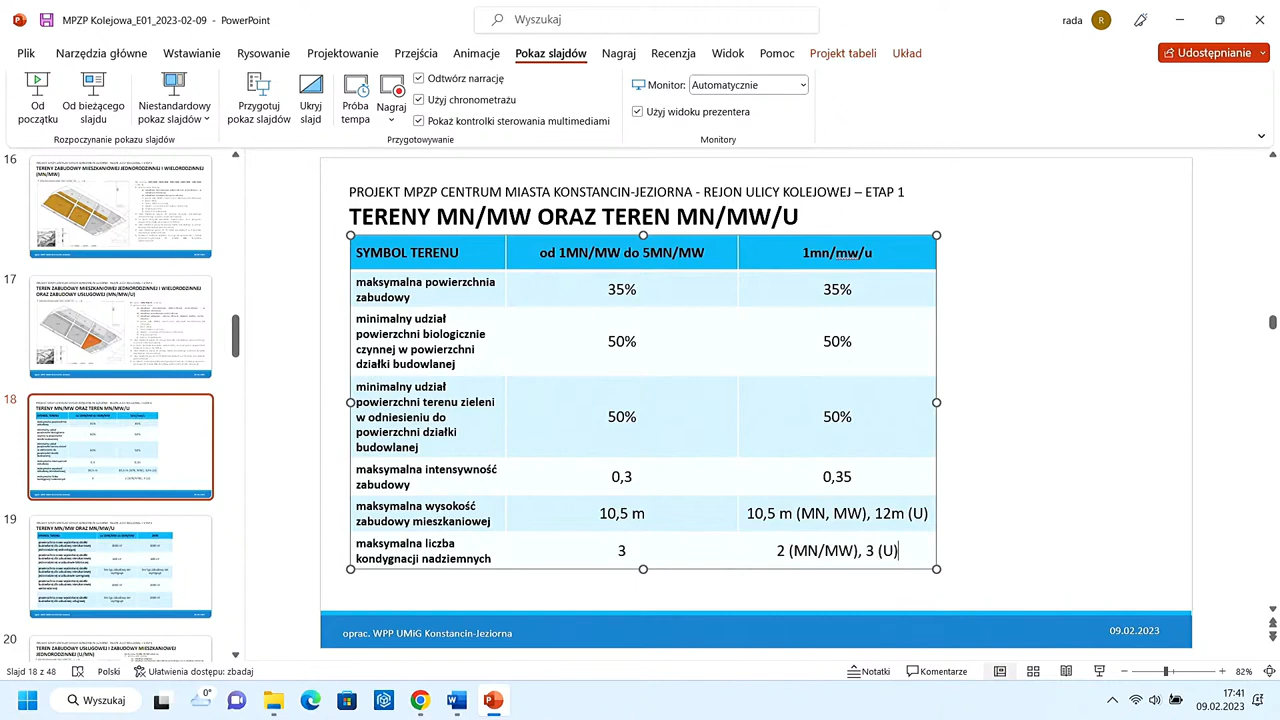 MPZP Kolejowa_E01_2023-02-09 - PowerPoint
Wyszukaj
rada
R
Plik
Narzędzia główne
Wstawianie
Rysowanie
Projektowanie
Przejścia
Animacje
Pokaz slajdów
Nagraj
Recenzja
Widok
Pomoc
Projekt tabeli
Układ
Udostępnianie
Od początku
Od bieżącego slajdu
Niestandardowy pokaz slajdów
Przygotuj pokaz slajdów
Ukryj slajd
Próba tempa
Nagraj
Odtwórz narrację
Użyj chronometrażu
Pokaż kontrolki sterowania multimediami
Monitor: Automatycznie
Użyj widoku prezentera
Rozpoczynanie pokazu slajdów
Przygotowywanie
Monitory
16
TERENY ZABUDOWY MIESZKANIOWEJ JEDNORODZINNEJ I WIELORODZINNEJ
(MN/MW)
17
TERENY ZABUDOWY MIESZKANIOWEJ JEDNORODZINNEJ I WIELORODZINNEJ
ORAZ ZABUDOWY USŁUGOWEJ (MN/MW/U)
18
TERENY MN/MW ORAZ TEREN MN/MW/U
19
TERENY MN/MW ORAZ MN/MW/U
20
TEREN ZABUDOWY USŁUGOWEJ I ZABUDOWY MIESZKANIOWEJ
JEDNORODZINNEJ (U/MN)
PROJEKT MPZP CENTRUM MIASTA KONSTANCIN-JEZIORNA - REJON ULICY KOLEJOWEJ ETAP 1
TERENY MN/MW ORAZ TEREN MN/MW/U
SYMBOL TERENU
od 1MN/MW do 5MN/MW
1mn/mw/u
maksymalna powierzchnia
zabudowy
35%
35%
minimalny udział
powierzchni biologicznie
czynnej w powierzchni
działki budowlanej
50%
50%
minimalny udział
powierzchni terenu zieleni
w odniesieniu do
powierzchni działki
budowlanej
50%
50%
maksymalna intensywność
zabudowy
0,3
0,35
maksymalna wysokość
zabudowy mieszkaniowej
10,5 m
10,5 m (MN, MW), 12m (U)
maksymalna liczba
kondygnacji nadziemnych
3
2 (MN/MW), 3 (U)
oprac. WPP UMiG Konstancin-Jeziorna
09.02.2023
Slajd 18 z 48
Polski
Ułatwienia dostępu: zbadaj
Notatki
Komentarze
82%
0°
Wyszukaj
17:41
09.02.2023